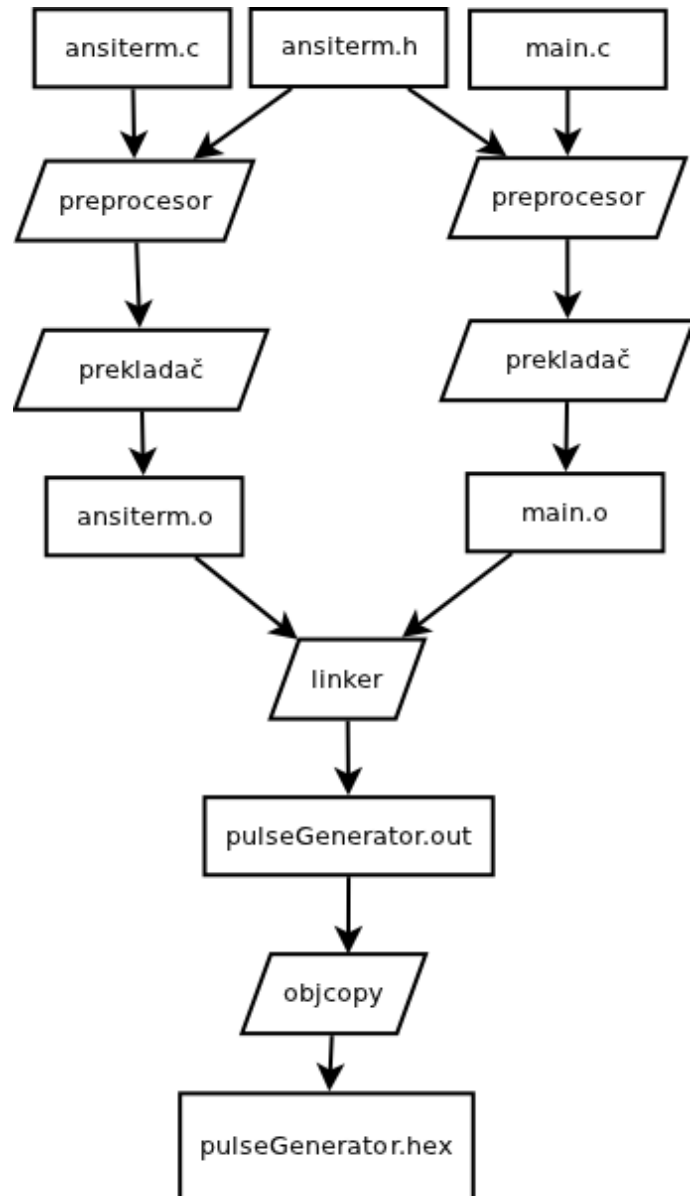 ansiterm.c
ansiterm.h
main.c
preprocesor
preprocesor
prekladač
prekladač
ansiterm.o
main.o
linker
pulseGenerator.out
objcopy
pulseGenerator.hex